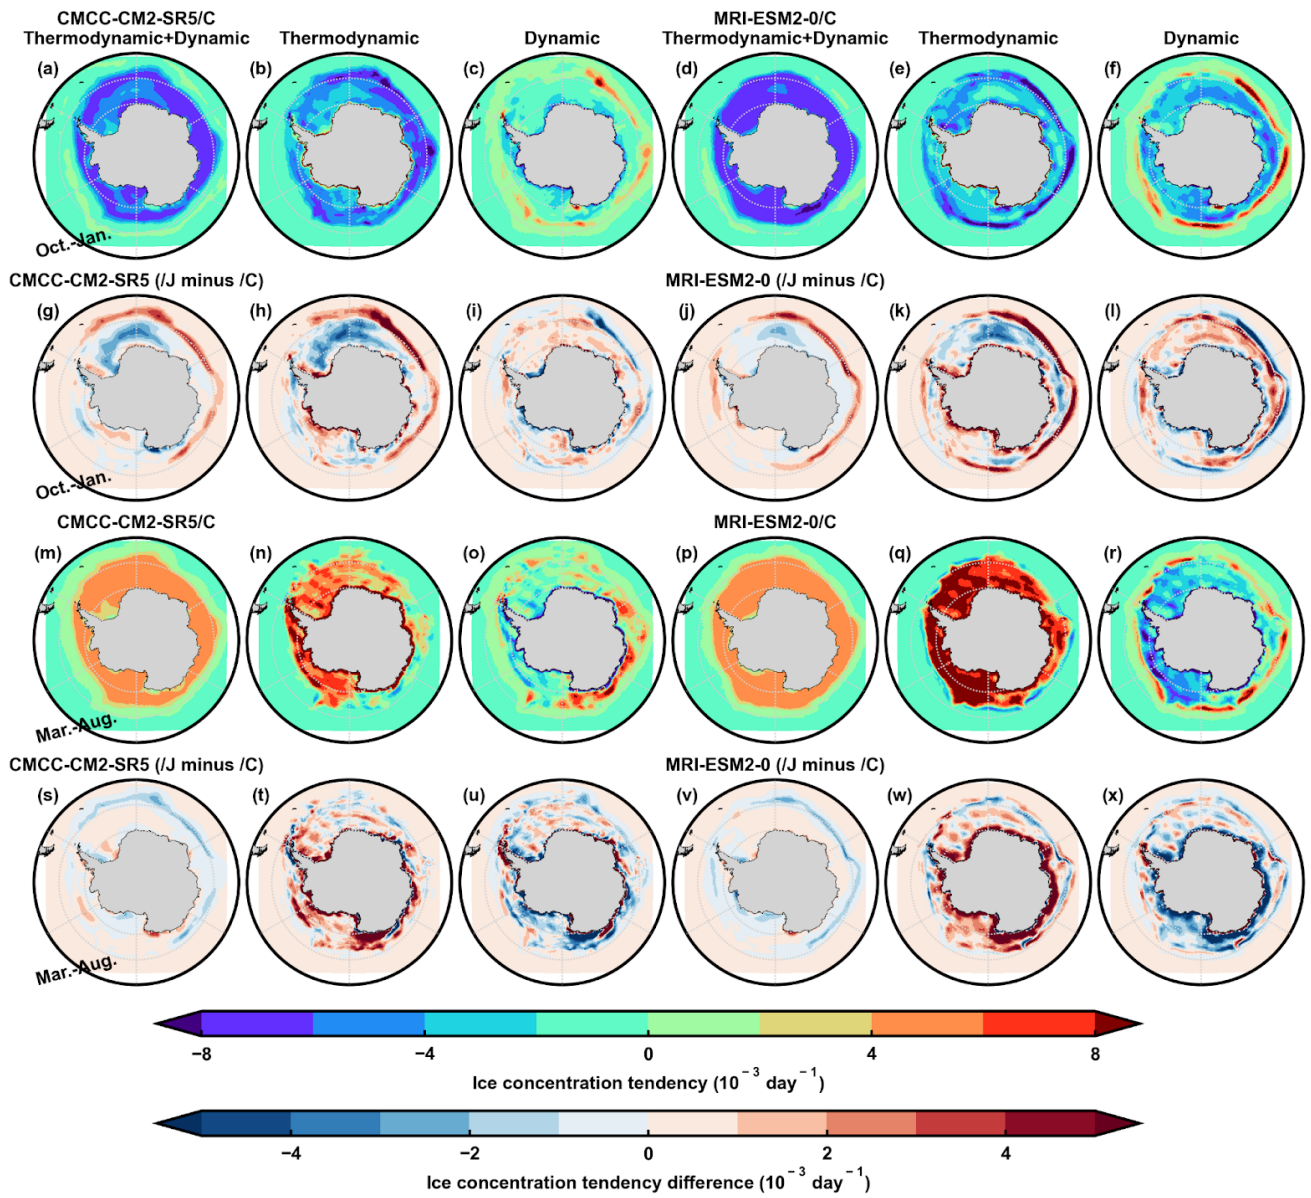 CMCC-CM2-SR5/C MRI-ESM2-0/C
Thermodynamic+Dynamic Thermodynamic Dynamic Thermodynamic+Dynamic Thermodynamic Dynamic
(a) (b) (c) (d) (e) (f)
Oct.-Jan.
CMCC-CM2-SR5 (/J minus /C) MRI-ESM2-0 (/J minus /C)
(g) (h) (i) (j) (k) (l)
Oct.-Jan.
CMCC-CM2-SR5/C MRI-ESM2-0/C
(m) (n) (o) (p) (q) (r)
Mar.-Aug.
CMCC-CM2-SR5 (/J minus /C) MRI-ESM2-0 (/J minus /C)
(s) (t) (u) (v) (w) (x)
Mar.-Aug.
−8 −4 0 4 8
Ice concentration tendency (10⁻³ day⁻¹)
−4 −2 0 2 4
Ice concentration tendency difference (10⁻³ day⁻¹)